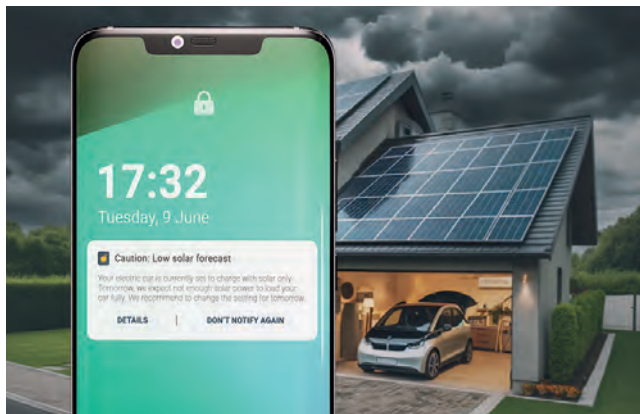 17:32
Tuesday, 9 June
Caution: Low solar forecast
Your electric car is currently set to charge with solar only.
Tomorrow, we expect not enough solar power to load your
car fully. We recommend to change the setting for tomorrow.
DETAILS | DON'T NOTIFY AGAIN